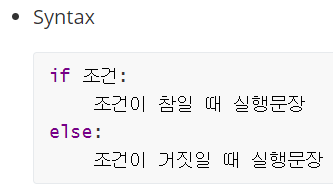 Syntax
if 조건:
조건이 참일 때 실행문장
else:
조건이 거짓일 때 실행문장